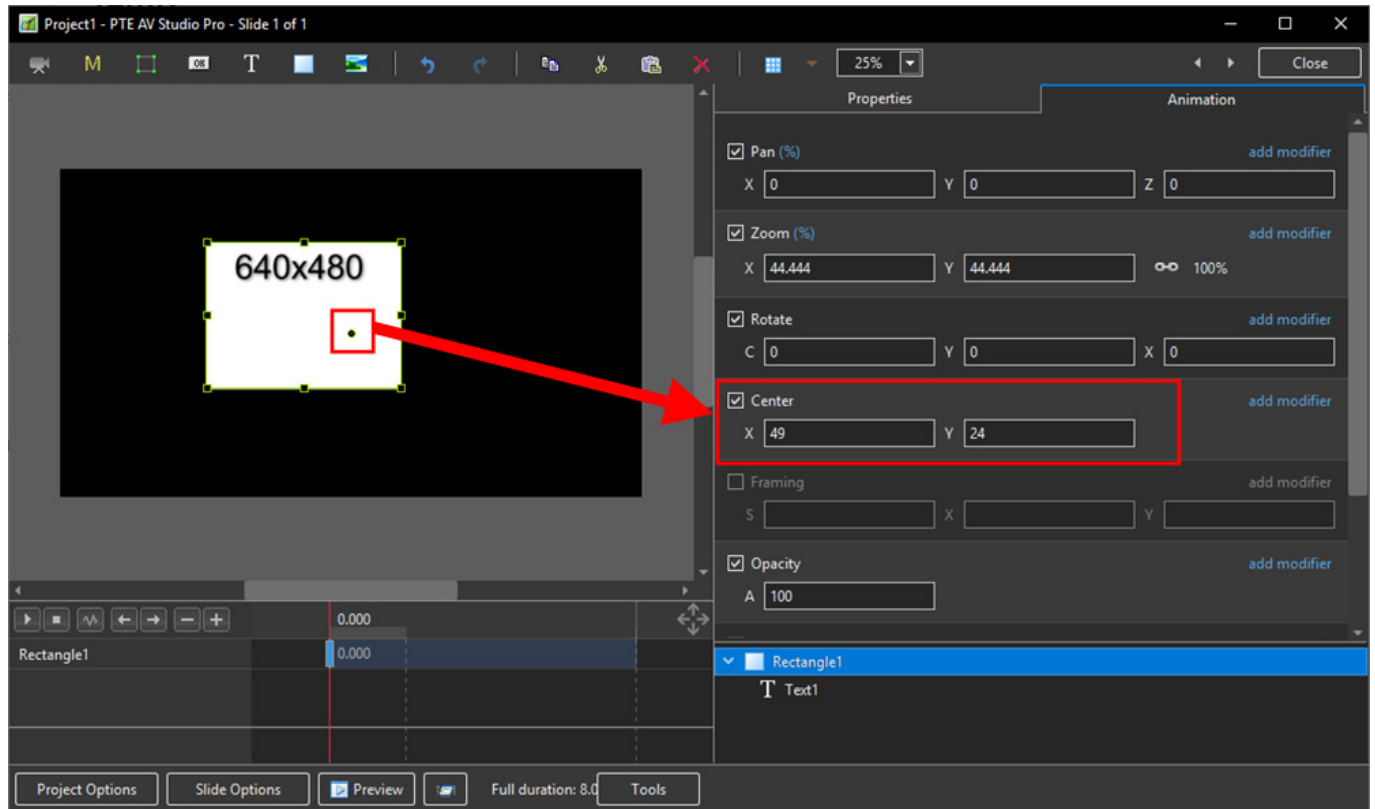 Project1 - PTE AV Studio Pro - Slide 1 of 1
M OK T 25% Close
Properties Animation
Pan (%) add modifier
X 0 Y 0 Z 0
Zoom (%) add modifier
X 44.444 Y 44.444 100%
Rotate add modifier
C 0 Y 0 X 0
Center add modifier
X 49 Y 24
Framing add modifier
S X Y
Opacity add modifier
A 100
640x480
0.000
Rectangle1 0.000
Rectangle1
T Text1
Project Options Slide Options Preview Full duration: 8.0 Tools